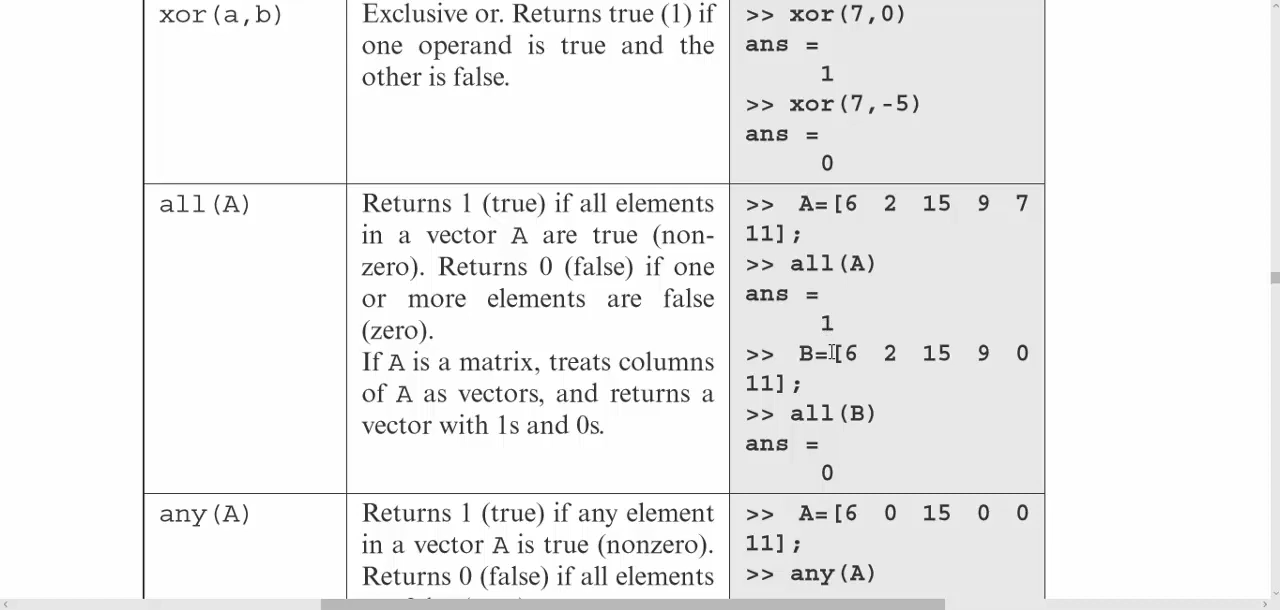 xor(a,b)
Exclusive or. Returns true (1) if
one operand is true and the
other is false.
>> xor(7,0)
ans =
1
>> xor(7,-5)
ans =
0
all(A)
Returns 1 (true) if all elements
in a vector A are true (non-
zero). Returns 0 (false) if one
or more elements are false
(zero).
If A is a matrix, treats columns
of A as vectors, and returns a
vector with 1s and 0s.
>> A=[6 2 15 9 7
11];
>> all(A)
ans =
1
>> B=[6 2 15 9 0
11];
>> all(B)
ans =
0
any(A)
Returns 1 (true) if any element
in a vector A is true (nonzero).
Returns 0 (false) if all elements
>> A=[6 0 15 0 0
11];
>> any(A)